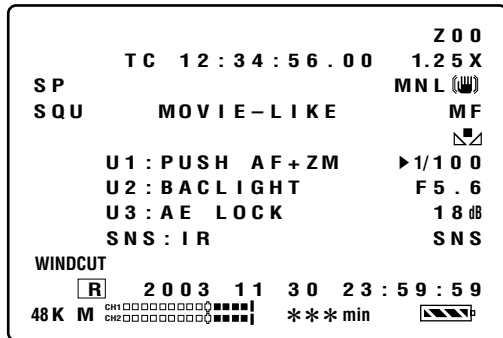 Z00
TC 12:34:56.00 1.25X
SP MNL
SQU MOVIE–LIKE MF
U1:PUSH AF+ZM ▶1/100
U2:BACLIGHT F5.6
U3:AE LOCK 18dB
SNS:IR SNS
WINDCUT
R 2003 11 30 23:59:59
48K M CH1
CH2 ***min